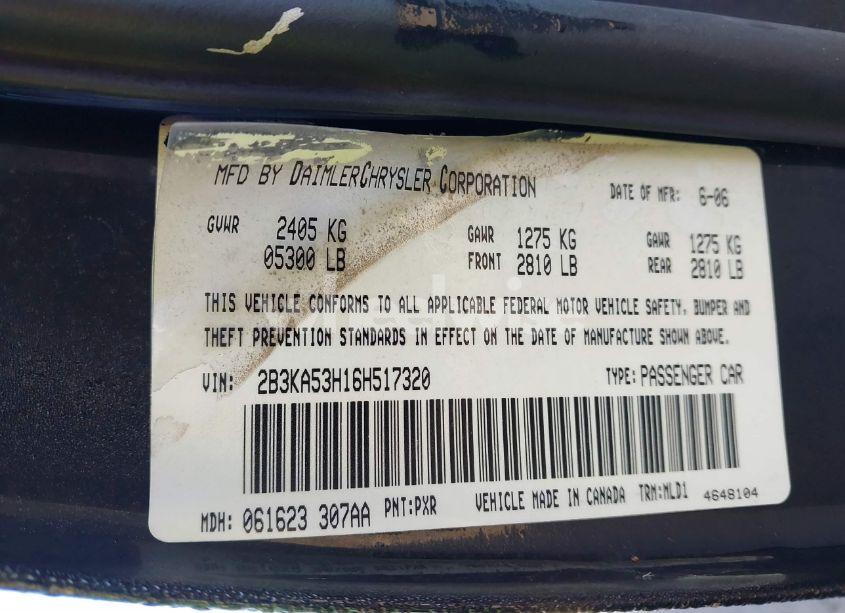 MFD BY DAIMLERCHRYSLER CORPORATION DATE OF MFR: 6-06
GVWR 2405 KG GAWR 1275 KG GAWR 1275 KG
05300 LB FRONT 2810 LB REAR 2810 LB
THIS VEHICLE CONFORMS TO ALL APPLICABLE FEDERAL MOTOR VEHICLE SAFETY, BUMPER AND
THEFT PREVENTION STANDARDS IN EFFECT ON THE DATE OF MANUFACTURE SHOWN ABOVE.
VIN: 2B3KA53H16H517320 TYPE: PASSENGER CAR
MDH: 061623 307AA PNT:PXR VEHICLE MADE IN CANADA TRM:MLD1 4648104